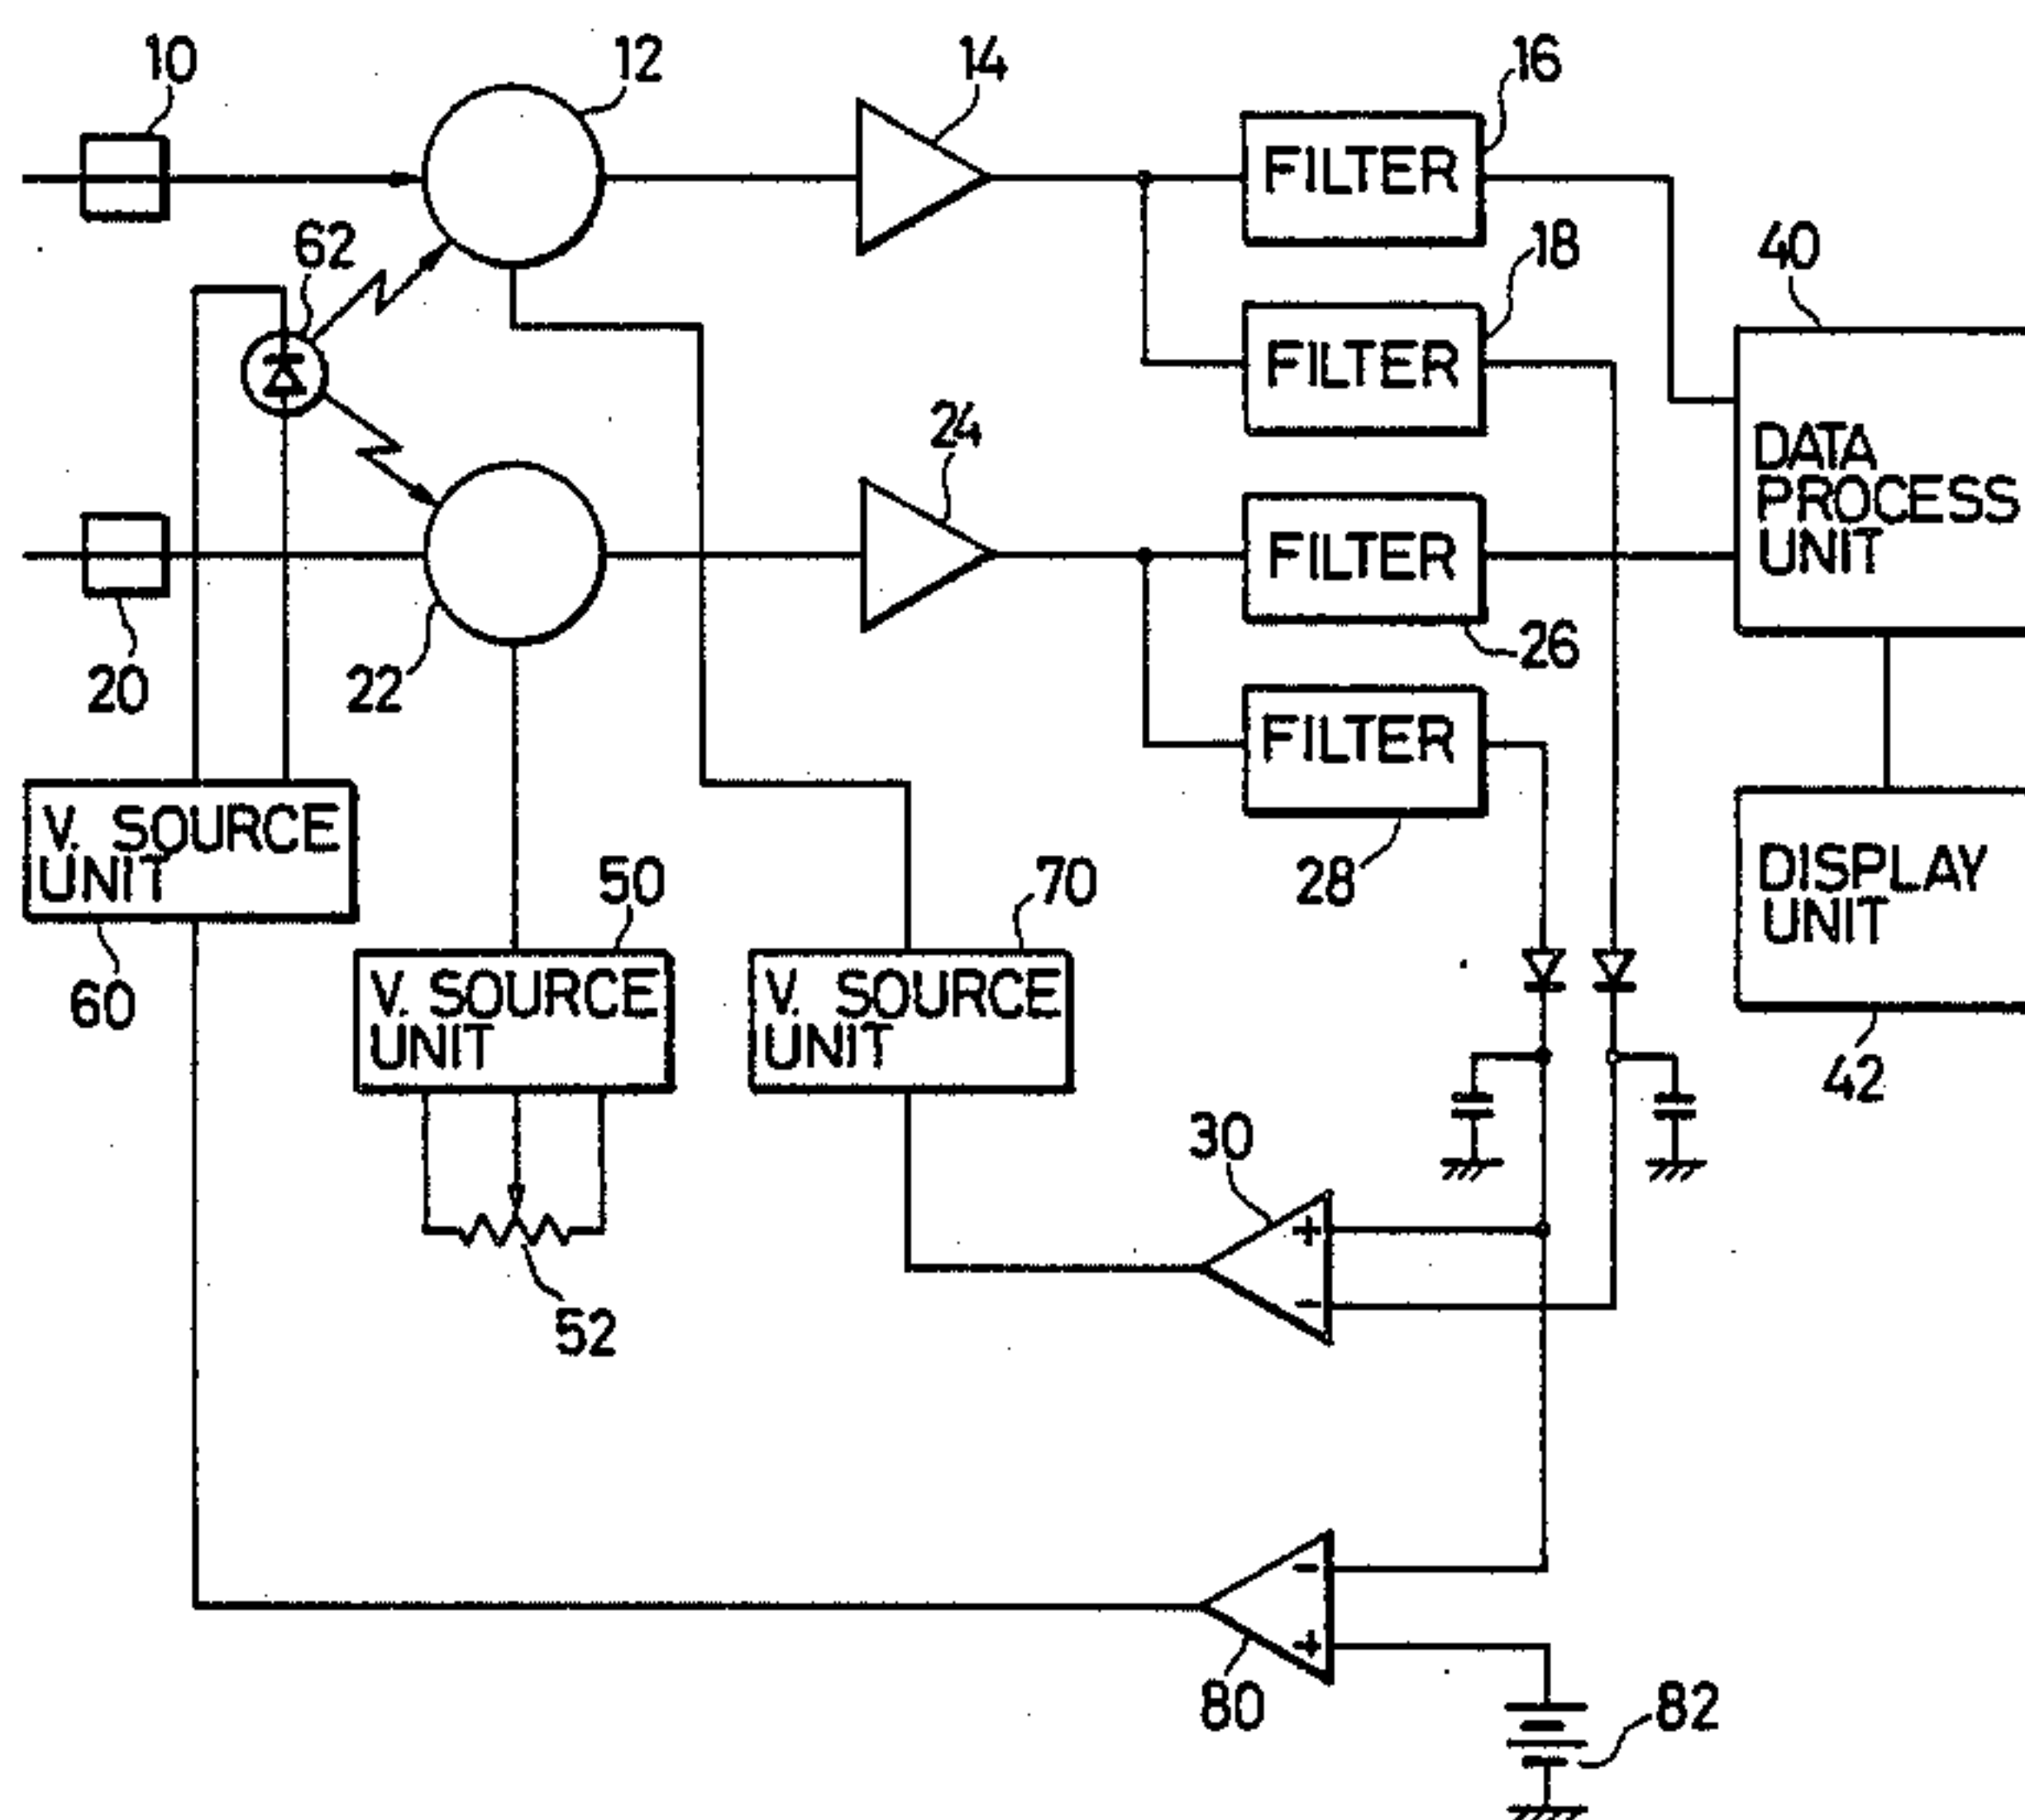 10
12
14
16
FILTER
62
18
40
FILTER
24
DATA
PROCESS
UNIT
FILTER
26
20
22
FILTER
V. SOURCE
UNIT
50
70
28
DISPLAY
UNIT
60
V. SOURCE
UNIT
V. SOURCE
UNIT
42
30
+
-
52
-
+
80
82